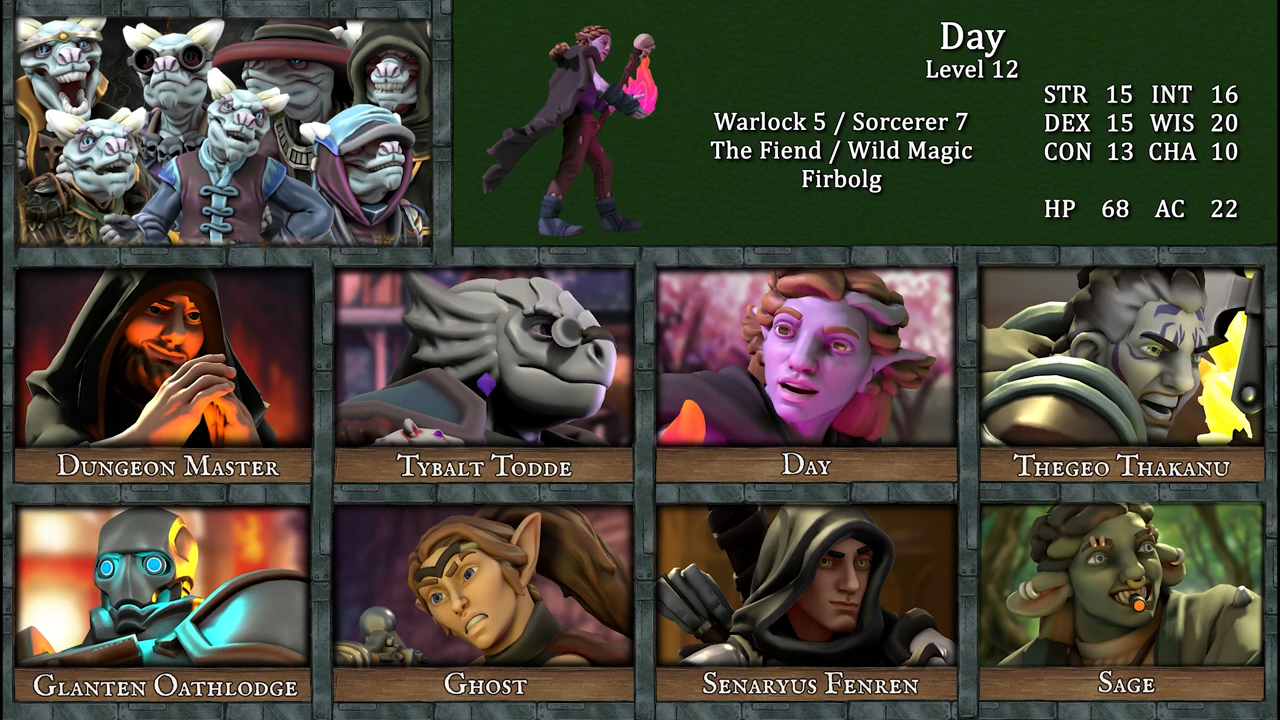 Day
Level 12
Warlock 5 / Sorcerer 7
The Fiend / Wild Magic
Firbolg
STR 15 INT 16
DEX 15 WIS 20
CON 13 CHA 10
HP 68 AC 22
Dungeon Master
Tybalt Todde
Day
Thegeo Thakanu
Glanten Oathlodge
Ghost
Senaryus Fenren
Sage